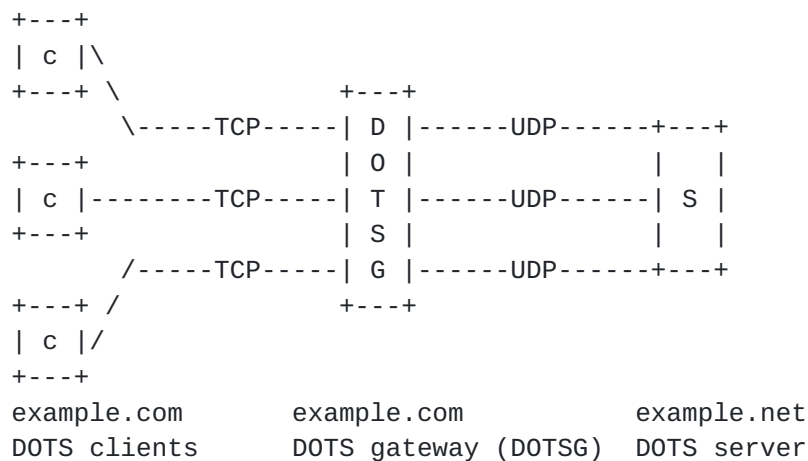 +---+
| c |\
+---+ \                +---+
       \-----TCP-----| D |------UDP------+---+
+---+                | O |               |   |
| c |--------TCP-----| T |------UDP------| S |
+---+                | S |               |   |
       /-----TCP-----| G |------UDP------+---+
+---+ /                +---+
| c |/
+---+
example.com       example.com           example.net
DOTS clients      DOTS gateway (DOTSG)  DOTS server